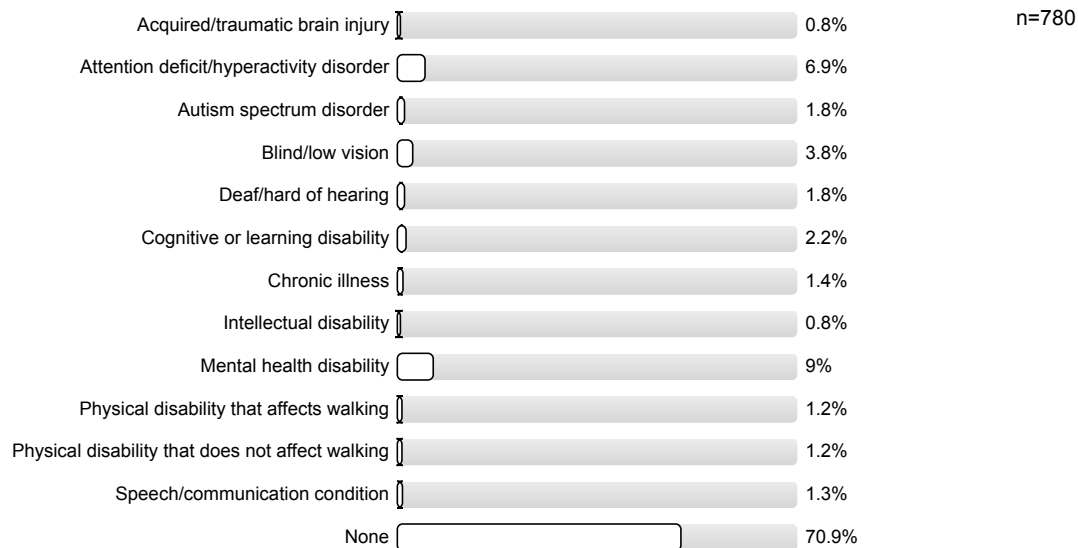 n=780
Acquired/traumatic brain injury 0.8%
Attention deficit/hyperactivity disorder 6.9%
Autism spectrum disorder 1.8%
Blind/low vision 3.8%
Deaf/hard of hearing 1.8%
Cognitive or learning disability 2.2%
Chronic illness 1.4%
Intellectual disability 0.8%
Mental health disability 9%
Physical disability that affects walking 1.2%
Physical disability that does not affect walking 1.2%
Speech/communication condition 1.3%
None 70.9%